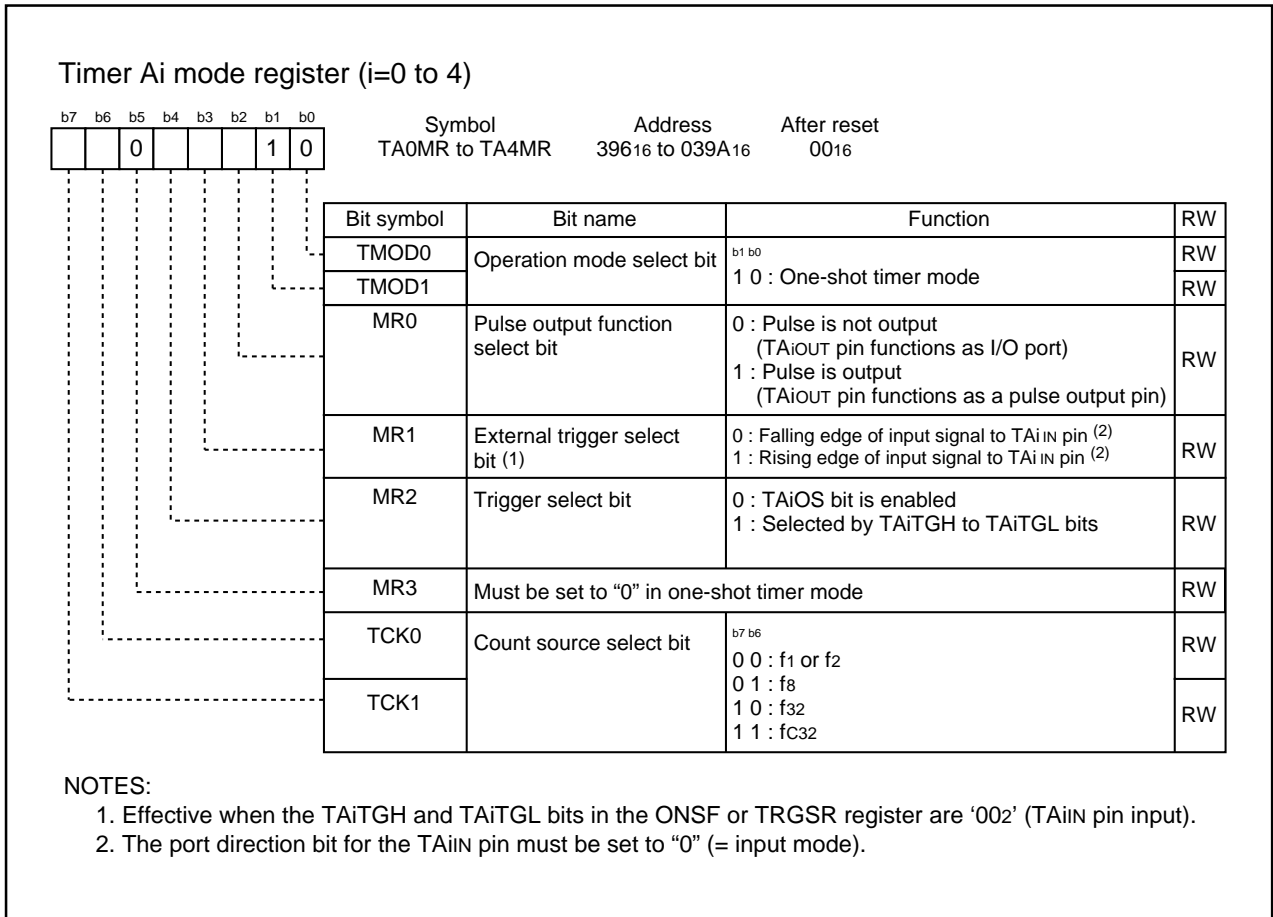 Timer Ai mode register (i=0 to 4)
b7 b6 b5 b4 b3 b2 b1 b0
0 1 0
Symbol Address After reset
TA0MR to TA4MR 39616 to 039A16 0016
Bit symbol Bit name Function RW
TMOD0 Operation mode select bit b1 b0 RW
1 0 : One-shot timer mode
TMOD1 RW
MR0 Pulse output function 0 : Pulse is not output
select bit (TAiOUT pin functions as I/O port)
1 : Pulse is output RW
(TAiOUT pin functions as a pulse output pin)
MR1 External trigger select 0 : Falling edge of input signal to TAiIN pin (2)
bit (1) 1 : Rising edge of input signal to TAiIN pin (2) RW
MR2 Trigger select bit 0 : TAiOS bit is enabled
1 : Selected by TAiTGH to TAiTGL bits RW
MR3 Must be set to “0” in one-shot timer mode RW
TCK0 Count source select bit b7 b6 RW
0 0 : f1 or f2
0 1 : f8
TCK1 1 0 : f32 RW
1 1 : fC32
NOTES:
1. Effective when the TAiTGH and TAiTGL bits in the ONSF or TRGSR register are ‘002’ (TAiIN pin input).
2. The port direction bit for the TAiIN pin must be set to “0” (= input mode).